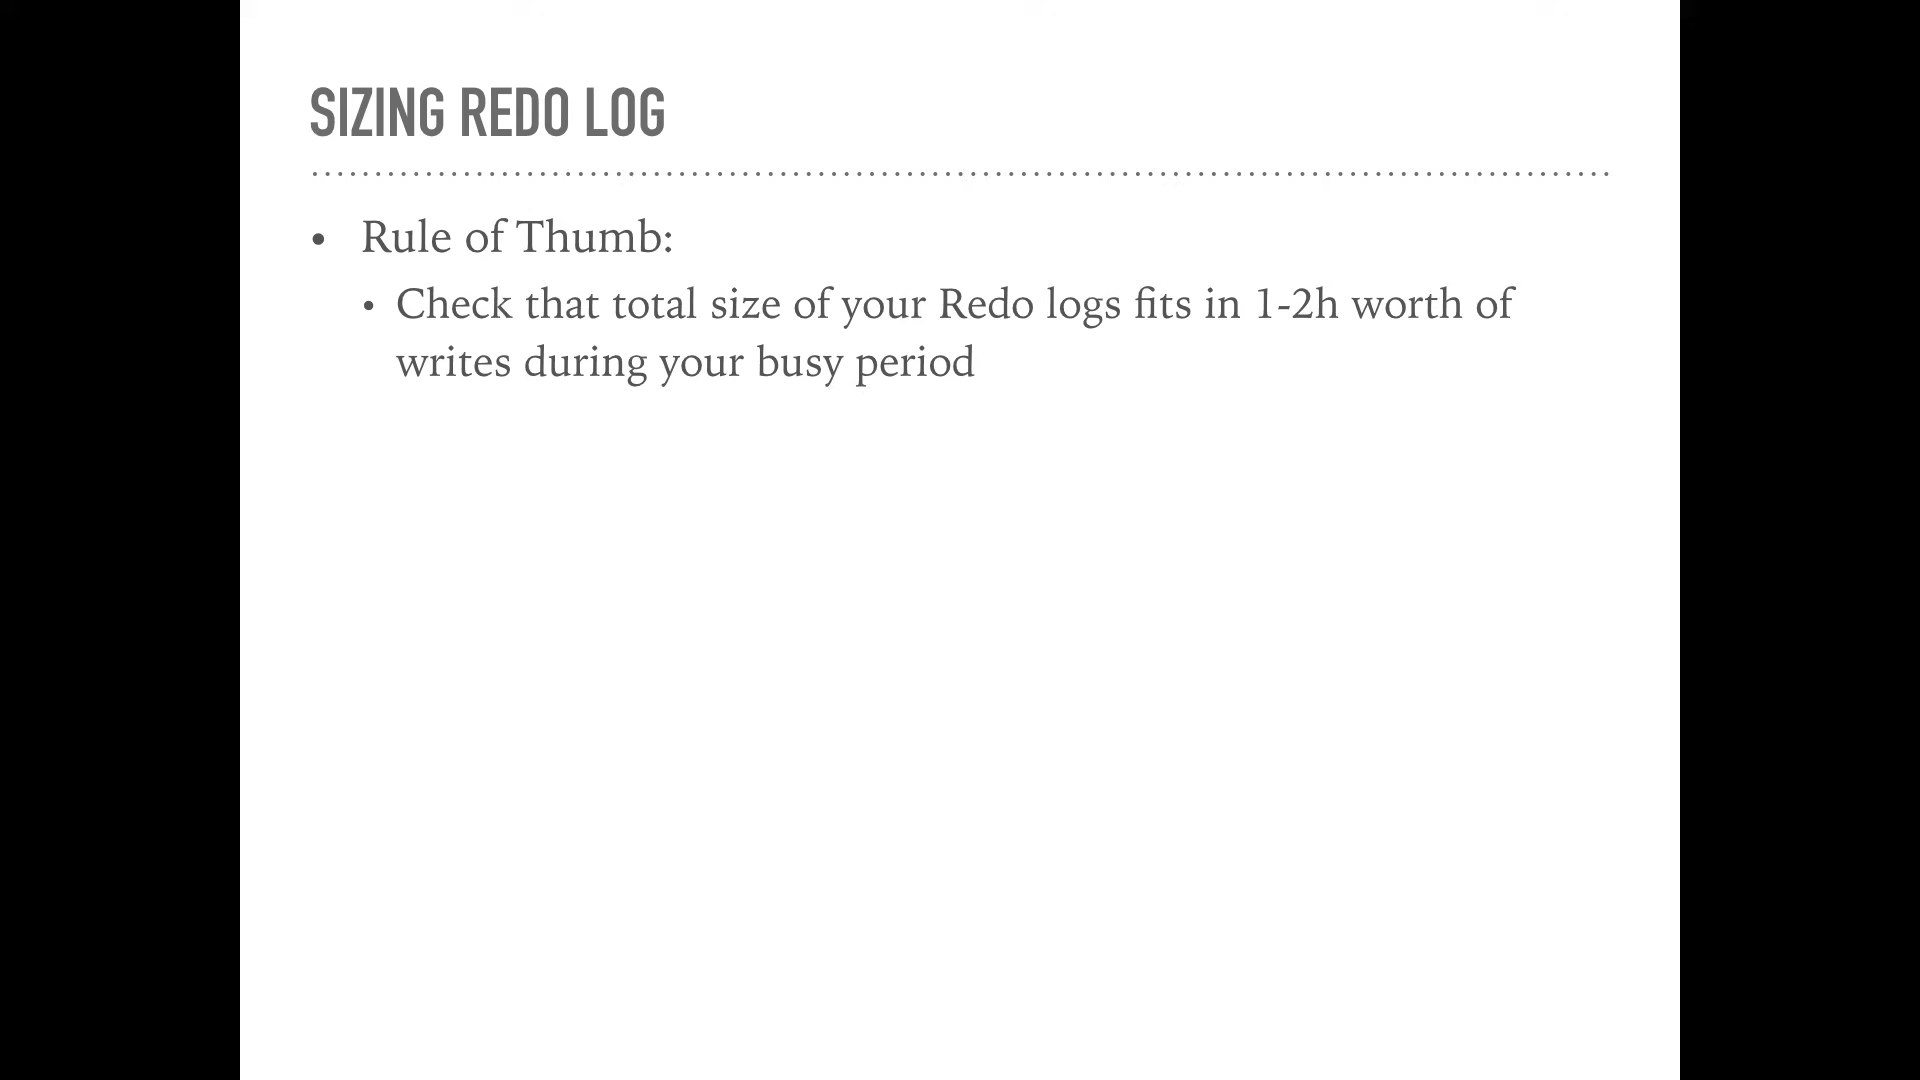 SIZING REDO LOG
• Rule of Thumb:
• Check that total size of your Redo logs fits in 1-2h worth of
writes during your busy period